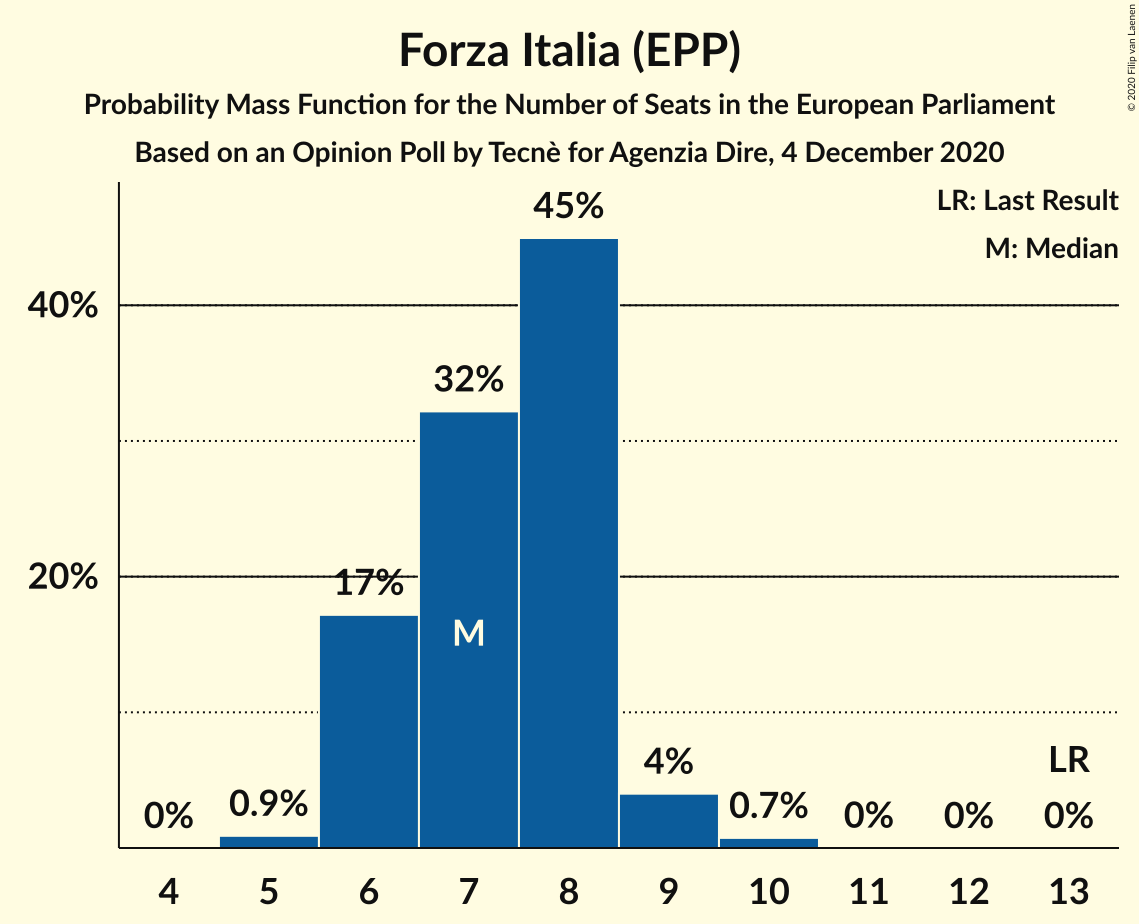 Forza Italia (EPP)
Probability Mass Function for the Number of Seats in the European Parliament
Based on an Opinion Poll by Tecnè for Agenzia Dire, 4 December 2020
© 2020 Filip van Laenen
LR: Last Result
M: Median
45%
40%
32%
20%
17%
M
4%
LR
0%
0.9%
0.7%
0%
0%
0%
4
5
6
7
8
9
10
11
12
13